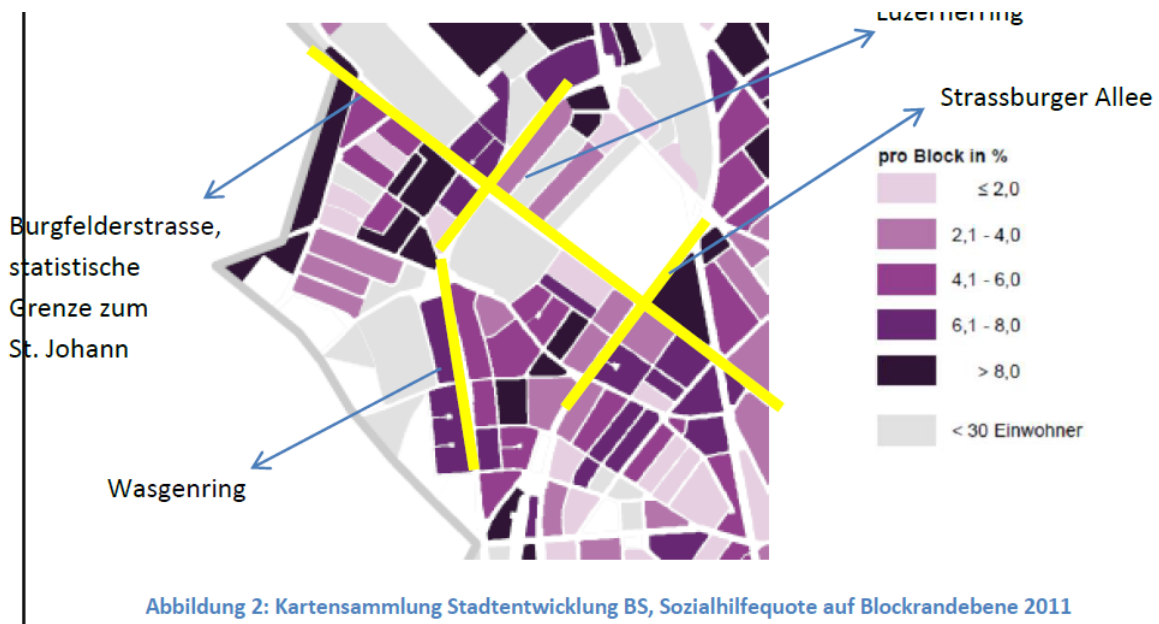 Luzernerring
Strassburger Allee
pro Block in %
≤ 2,0
2,1 - 4,0
4,1 - 6,0
6,1 - 8,0
> 8,0
< 30 Einwohner
Burgfelderstrasse,
statistische
Grenze zum
St. Johann
Wasgenring
Abbildung 2: Kartensammlung Stadtentwicklung BS, Sozialhilfequote auf Blockrandebene 2011